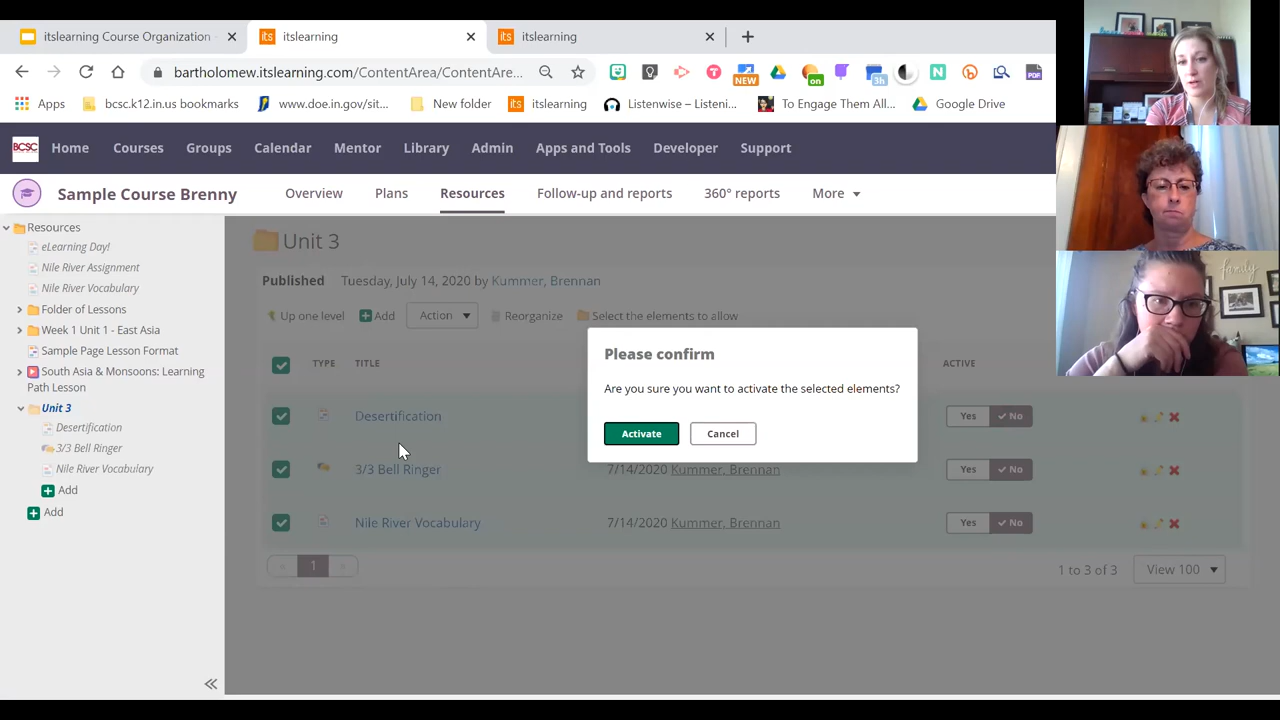 itslearning Course Organization
itslearning
itslearning
bartholomew.itslearning.com/ContentArea/ContentAre...
NEW
on
3h
N
PDF
Apps
bcsc.k12.in.us bookmarks
www.doe.in.gov/sit...
New folder
its itslearning
Listenwise – Listeni...
To Engage Them All...
Google Drive
BCSC
Home
Courses
Groups
Calendar
Mentor
Library
Admin
Apps and Tools
Developer
Support
Sample Course Brenny
Overview
Plans
Resources
Follow-up and reports
360° reports
More
Resources
eLearning Day!
Nile River Assignment
Nile River Vocabulary
Folder of Lessons
Week 1 Unit 1 - East Asia
Sample Page Lesson Format
South Asia & Monsoons: Learning
Path Lesson
Unit 3
Desertification
3/3 Bell Ringer
Nile River Vocabulary
Add
Add
Unit 3
Published Tuesday, July 14, 2020 by Kummer, Brennan
Up one level Add Action Reorganize Select the elements to allow
TYPE TITLE ACTIVE
Desertification Yes No
3/3 Bell Ringer 7/14/2020 Kummer, Brennan Yes No
Nile River Vocabulary 7/14/2020 Kummer, Brennan Yes No
« 1 » 1 to 3 of 3 View 100
Please confirm
Are you sure you want to activate the selected elements?
Activate Cancel
family